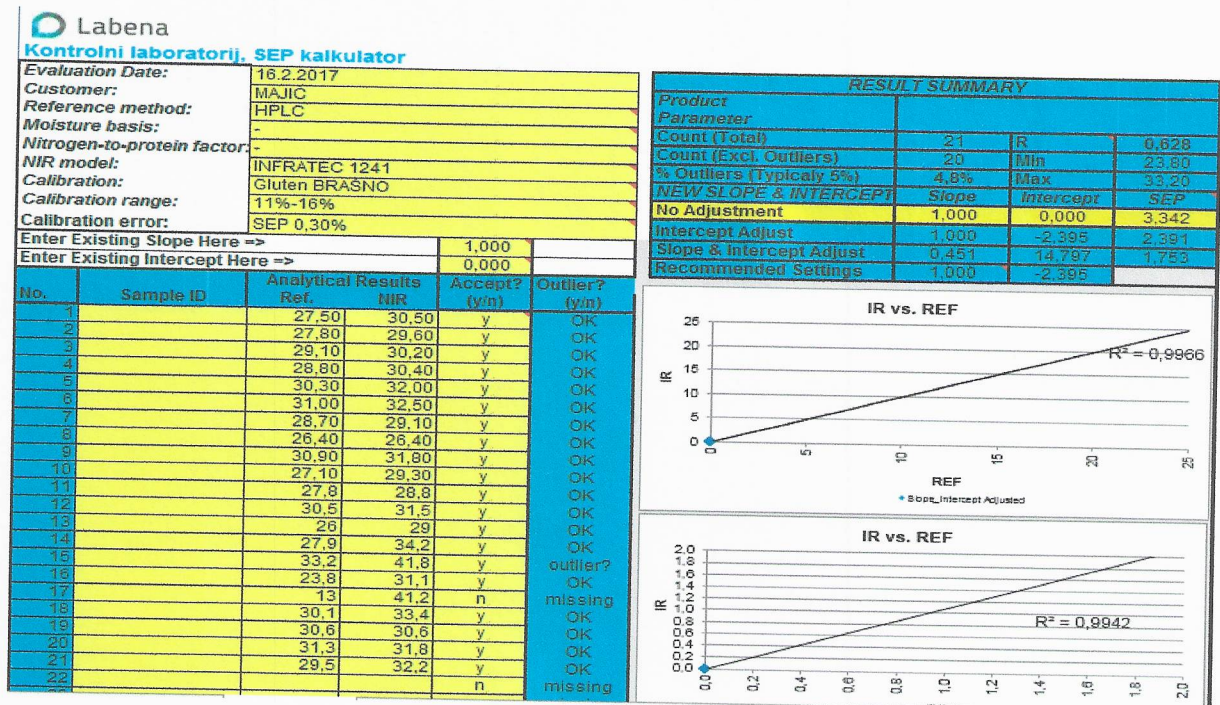 Labena
Kontrolni laboratorij, SEP kalkulator
Evaluation Date: 16.2.2017
Customer: MAJIC
Reference method: HPLC
Moisture basis: -
Nitrogen-to-protein factor: -
NIR model: INFRATEC 1241
Calibration: Gluten BRAŠNO
Calibration range: 11%-16%
Calibration error: SEP 0,30%
Enter Existing Slope Here => 1,000
Enter Existing Intercept Here => 0,000
No. Sample ID Analytical Results Ref. NIR Accept? (y/n) Outlier? (y/n)
1 27,50 30,50 y OK
2 27,80 29,60 y OK
3 29,10 30,20 y OK
4 28,80 30,40 y OK
5 30,30 32,00 y OK
6 31,00 32,50 y OK
7 28,70 29,10 y OK
8 26,40 26,40 y OK
9 30,90 31,80 y OK
10 27,10 29,30 y OK
11 27,8 28,8 y OK
12 30,5 31,5 y OK
13 26 29 y OK
14 27,9 34,2 y OK
15 33,2 41,8 y outlier?
16 23,8 31,1 y OK
17 13 41,2 n missing
18 30,1 33,4 y OK
19 30,6 30,6 y OK
20 31,3 31,8 y OK
21 29,5 32,2 y OK
22 n missing
RESULT SUMMARY
Product
Parameter
Count (Total) 21 R 0,628
Count (Excl. Outliers) 20 Min 23,80
% Outliers (Typicaly 5%) 4,8% Max 33,20
NEW SLOPE & INTERCEPT Slope Intercept SEP
No Adjustment 1,000 0,000 3,342
Intercept Adjust 1,000 -2,395 2,391
Slope & Intercept Adjust 0,451 14,797 1,753
Recommended Settings 1,000 -2,395
IR vs. REF
25
20
15
10
5
0
IR
R² = 0,9966
0 5 10 15 20 25
REF
Slope_Intercept Adjusted
IR vs. REF
2,0
1,8
1,6
1,4
1,2
1,0
0,8
0,6
0,4
0,2
0,0
IR
R² = 0,9942
0,0 0,2 0,4 0,6 0,8 1,0 1,2 1,4 1,6 1,8 2,0